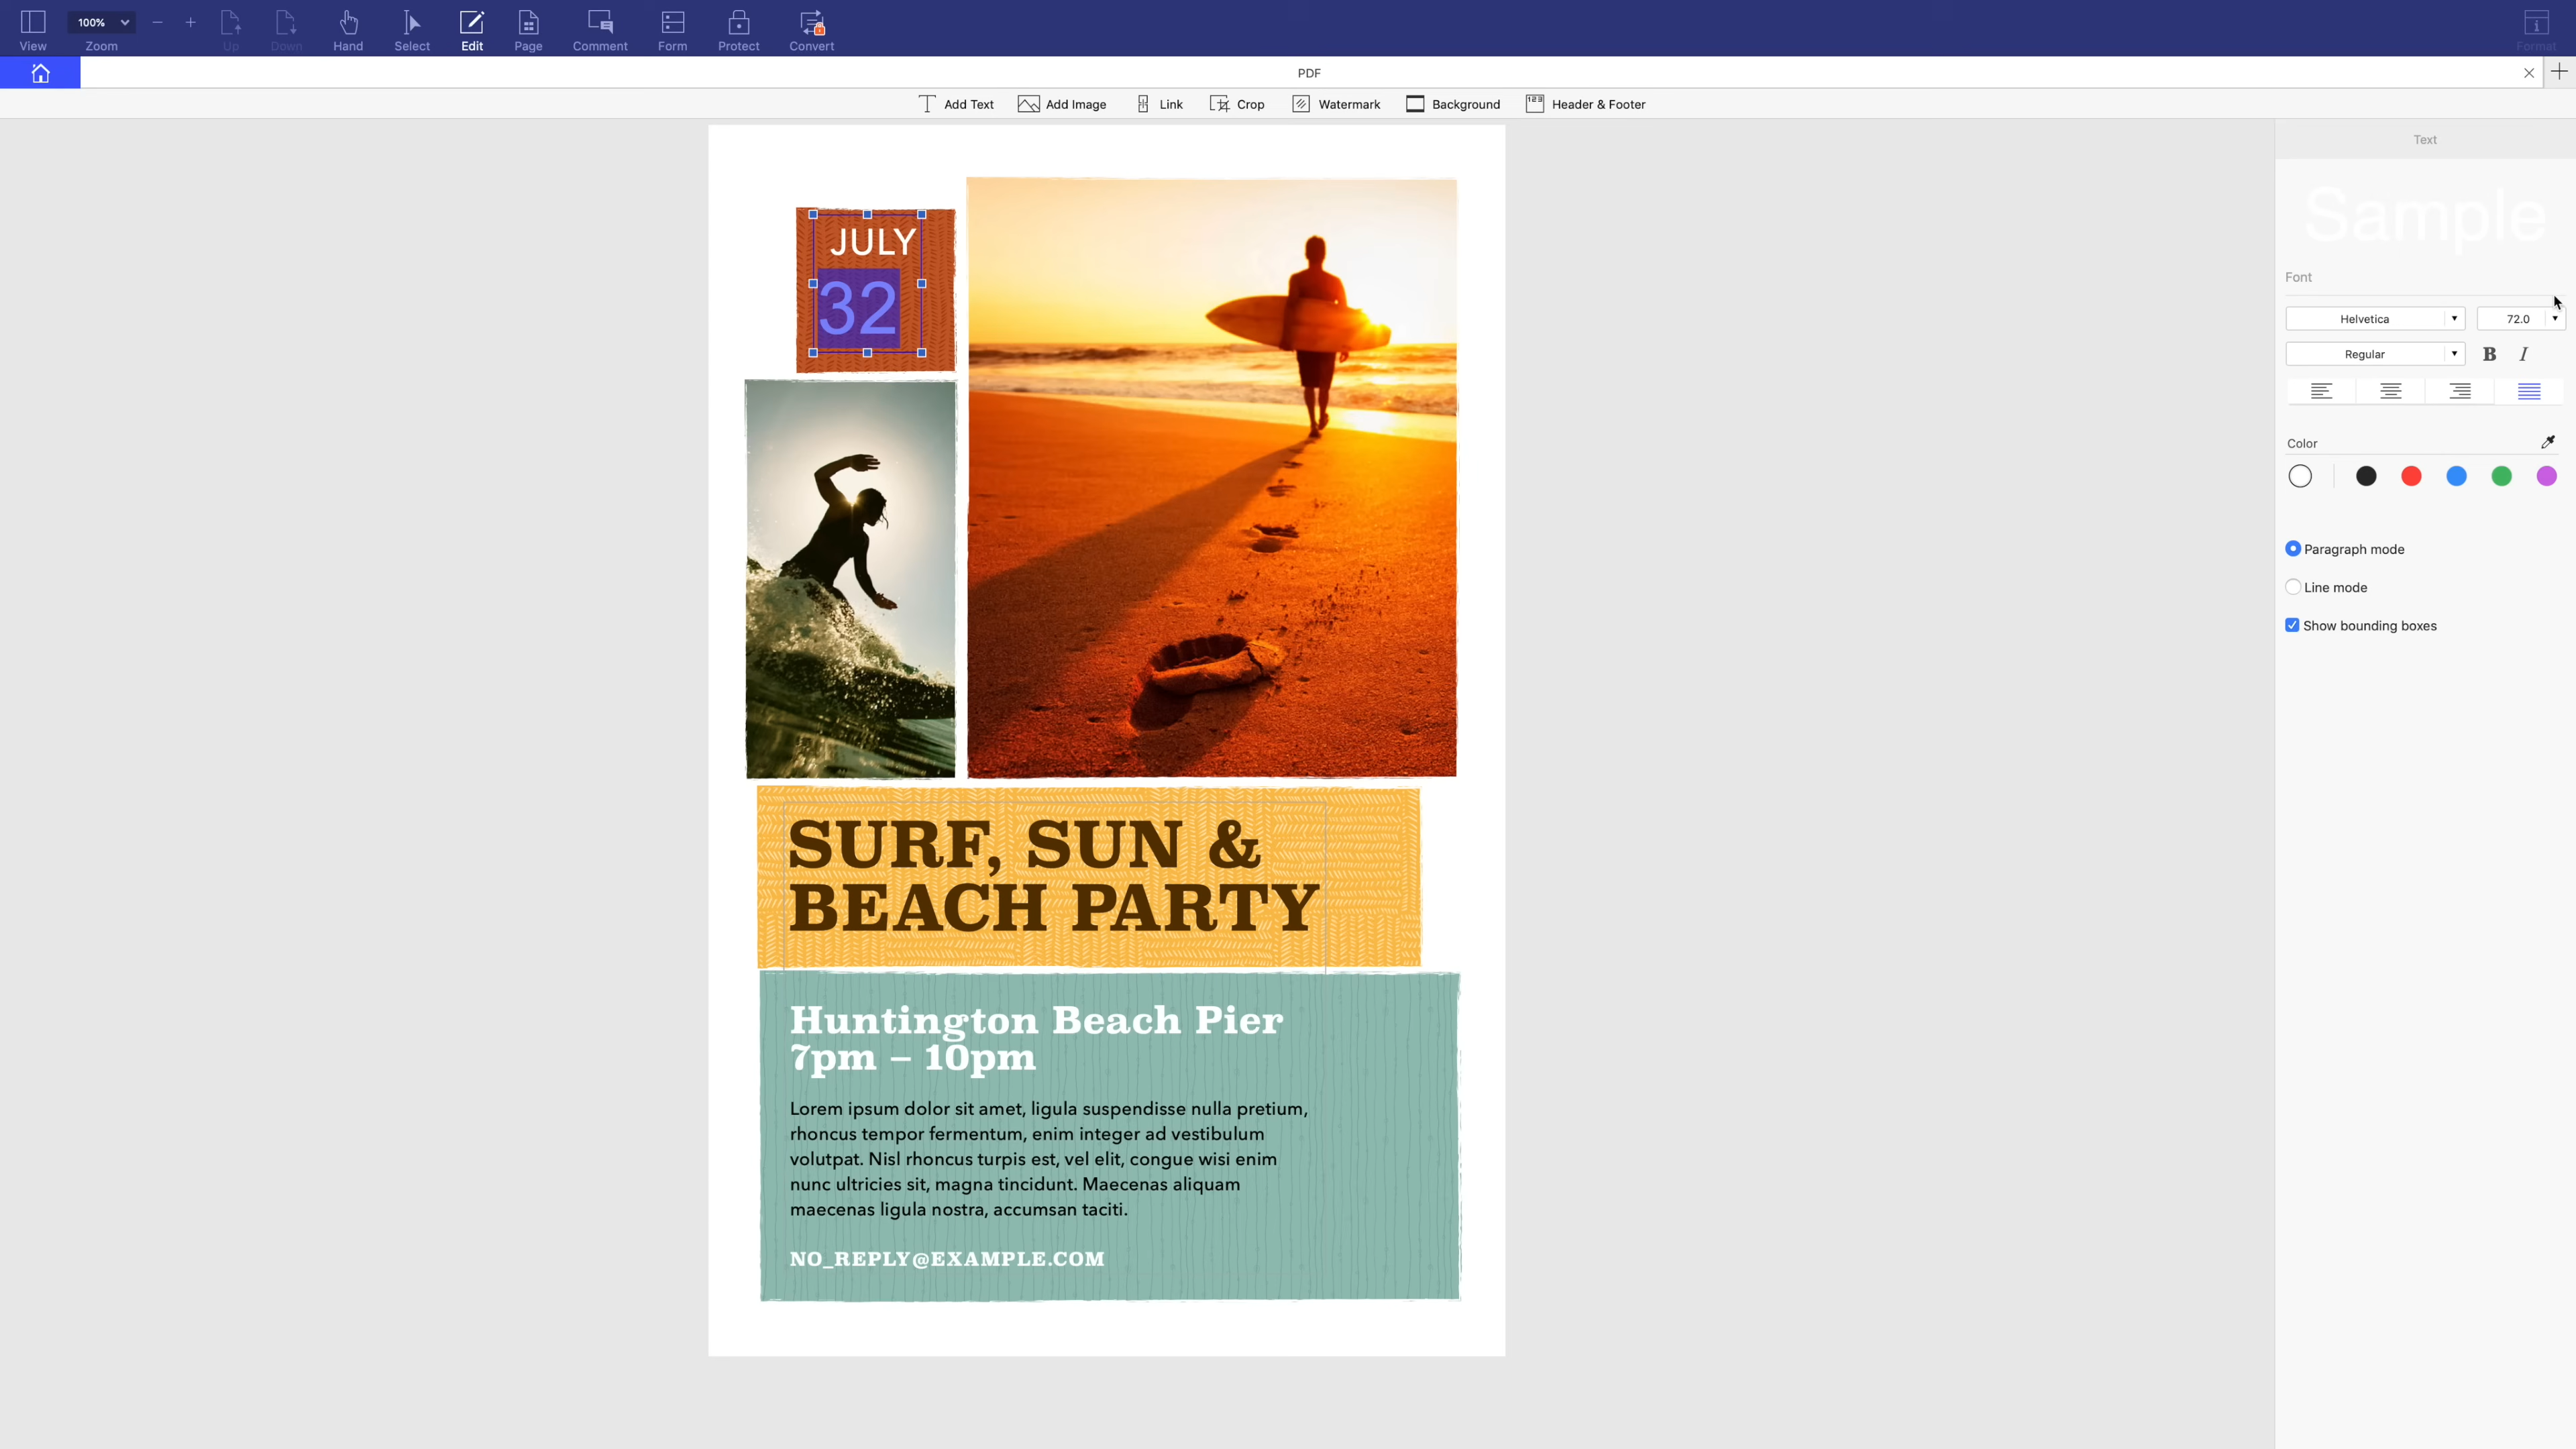 100%
View
Zoom
Up
Down
Hand
Select
Edit
Page
Comment
Form
Protect
Convert
Format
PDF
Add Text
Add Image
Link
Crop
Watermark
Background
123
Header & Footer
Text
Sample
Font
Helvetica
72.0
Regular
B
I
Color
Paragraph mode
Line mode
Show bounding boxes
JULY
32
SURF, SUN &
BEACH PARTY
Huntington Beach Pier
7pm – 10pm
Lorem ipsum dolor sit amet, ligula suspendisse nulla pretium,
rhoncus tempor fermentum, enim integer ad vestibulum
volutpat. Nisl rhoncus turpis est, vel elit, congue wisi enim
nunc ultricies sit, magna tincidunt. Maecenas aliquam
maecenas ligula nostra, accumsan taciti.
NO_REPLY@EXAMPLE.COM